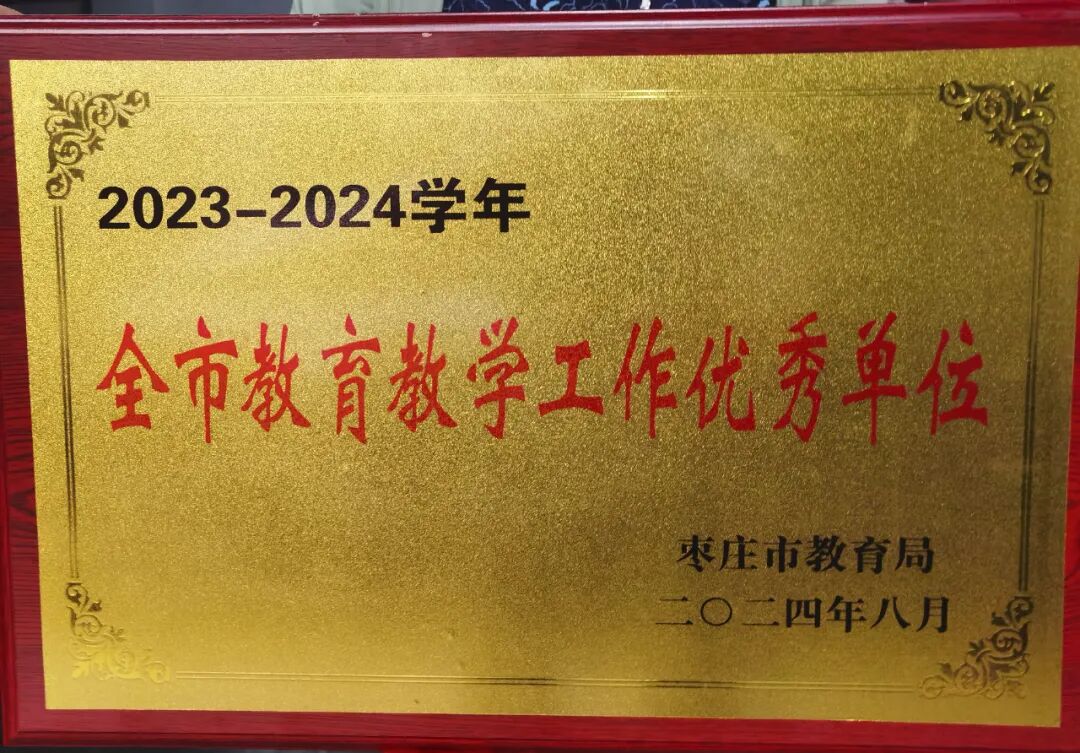 2023-2024学年
全市教育教学工作优秀单位
枣庄市教育局
二〇二四年八月